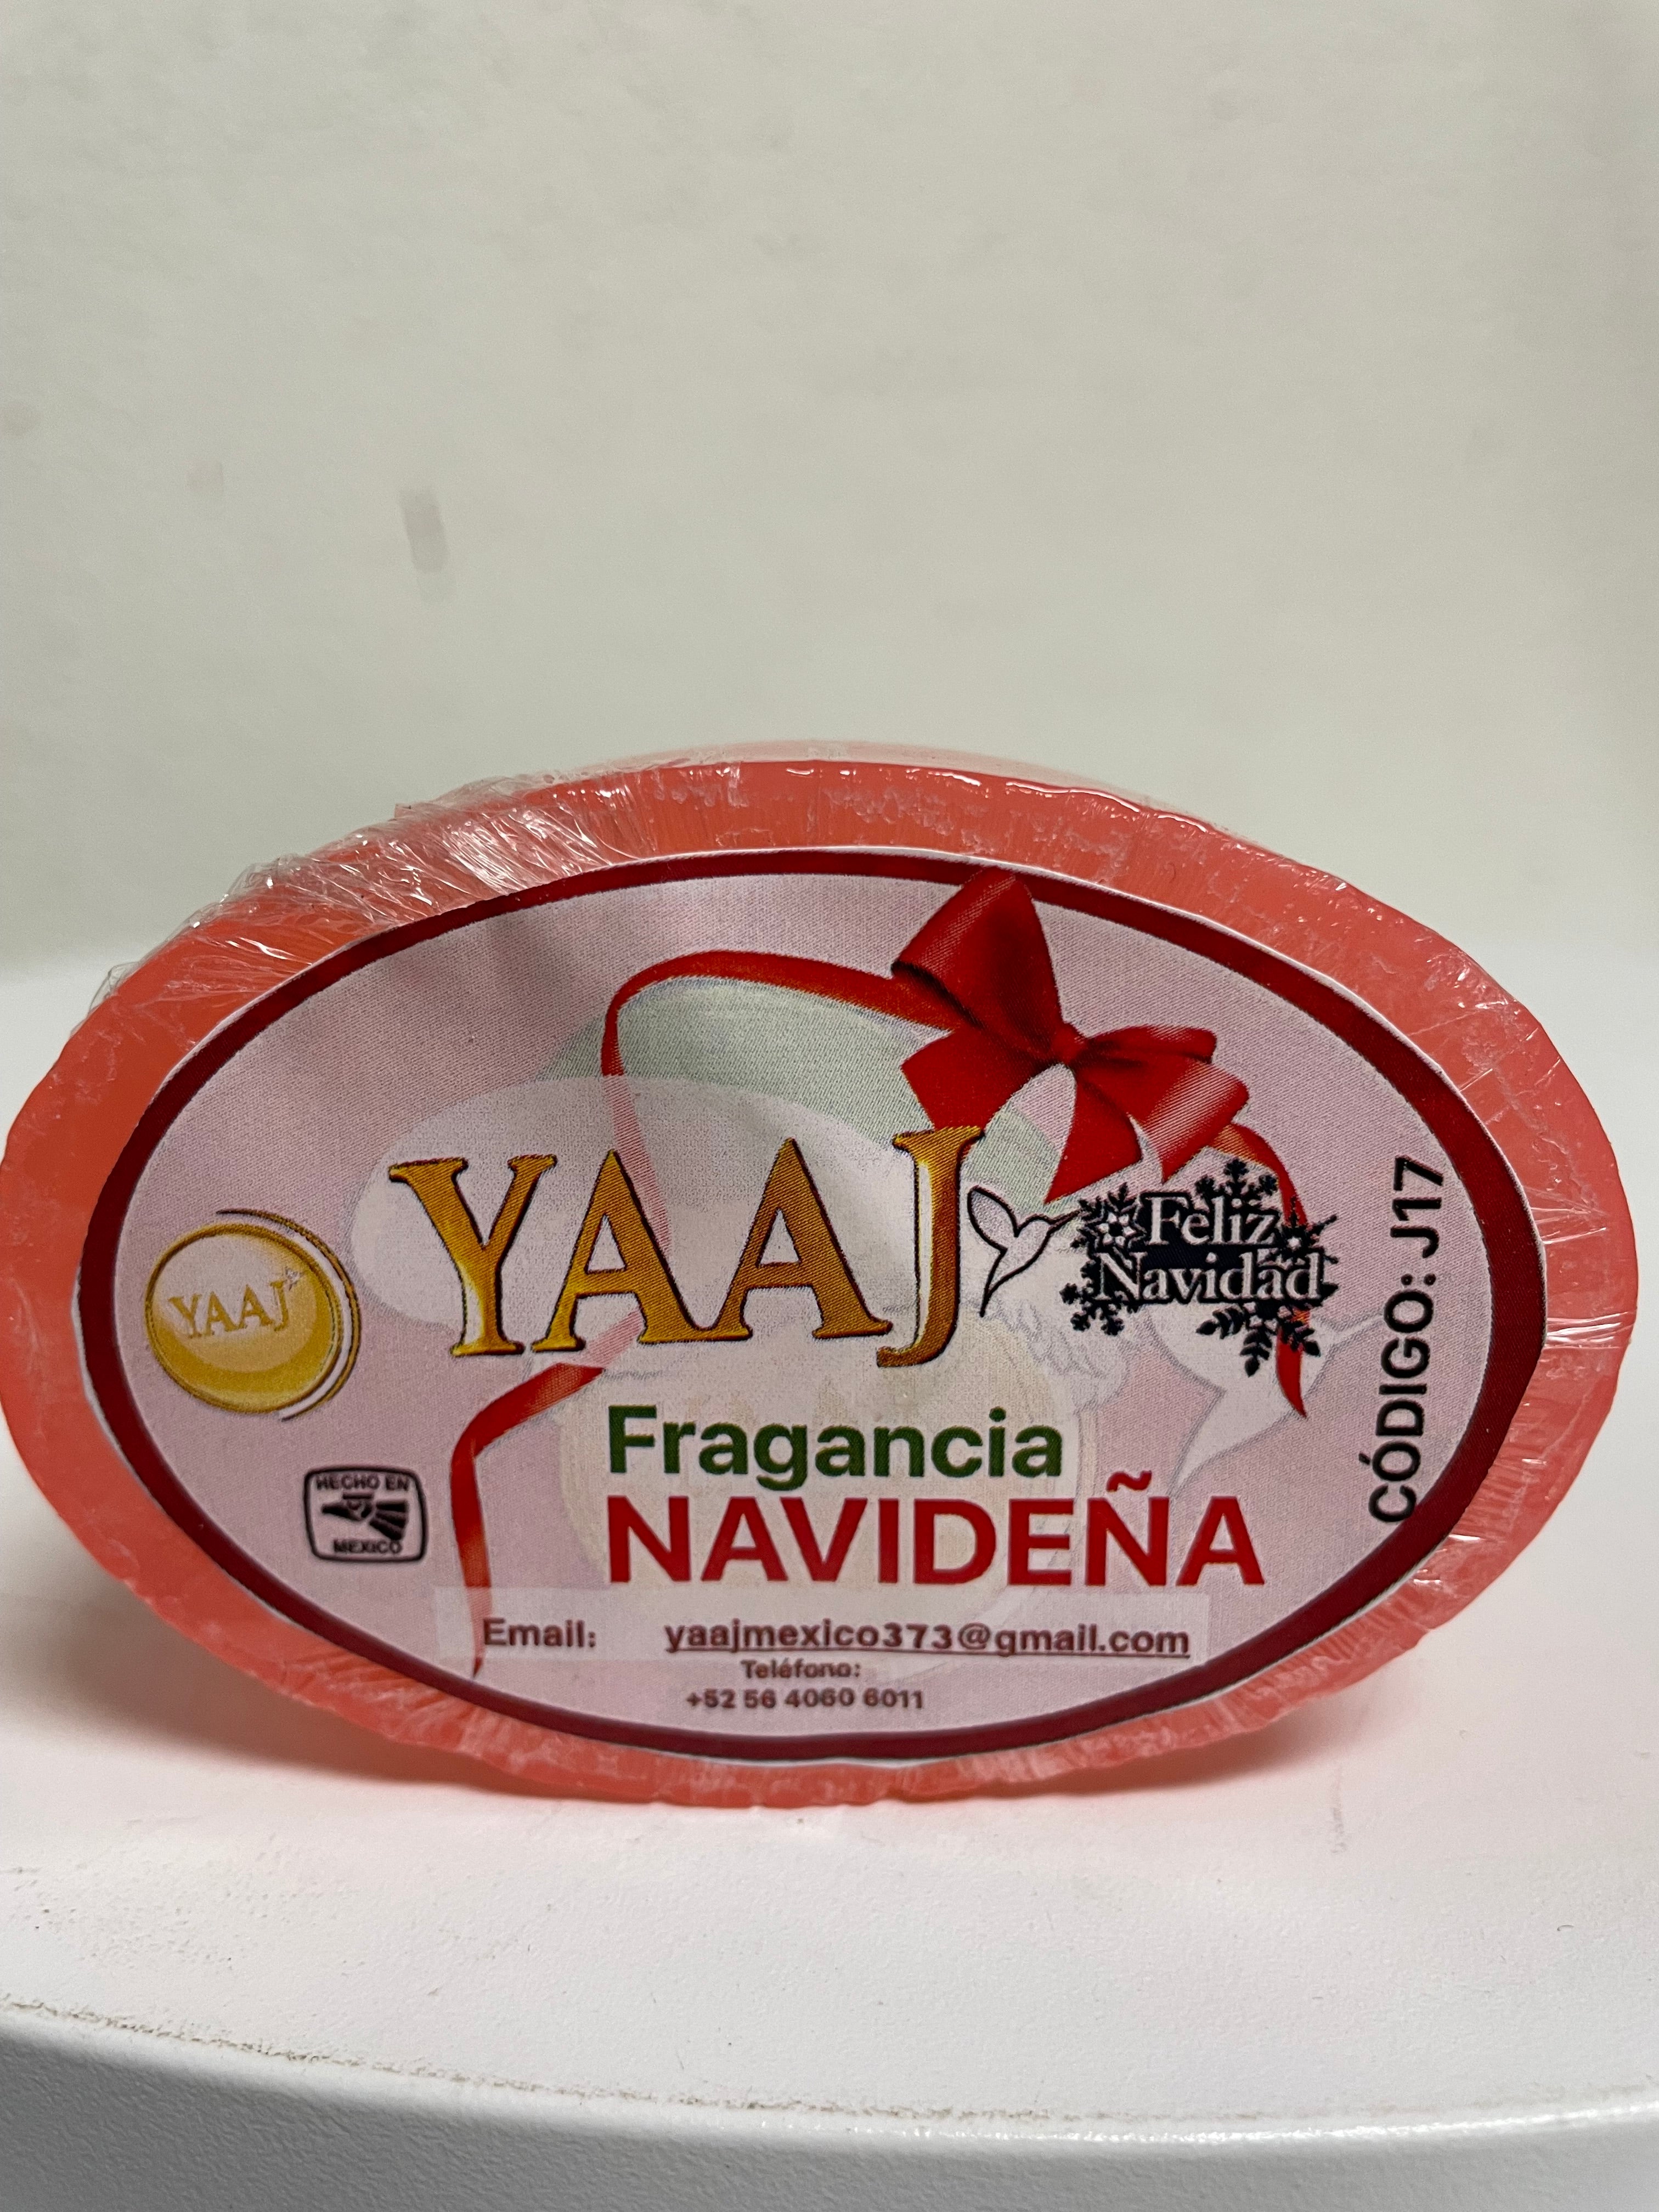 YAAJ
Feliz
Navidad
YAAJ
CÓDIGO: J17
Fragancia
NAVIDEÑA
HECHO EN
MEXICO
Email: yaajmexico373@gmail.com
Teléfono:
+52 56 4060 6011